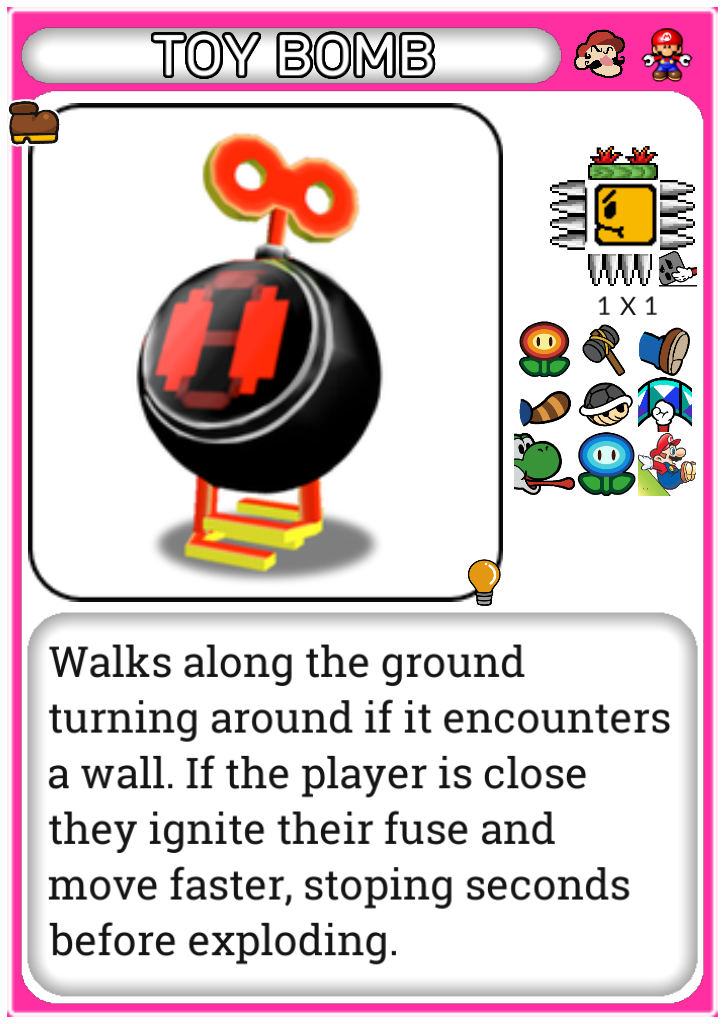 TOY BOMB
1 X 1
Walks along the ground
turning around if it encounters
a wall. If the player is close
they ignite their fuse and
move faster, stoping seconds
before exploding.